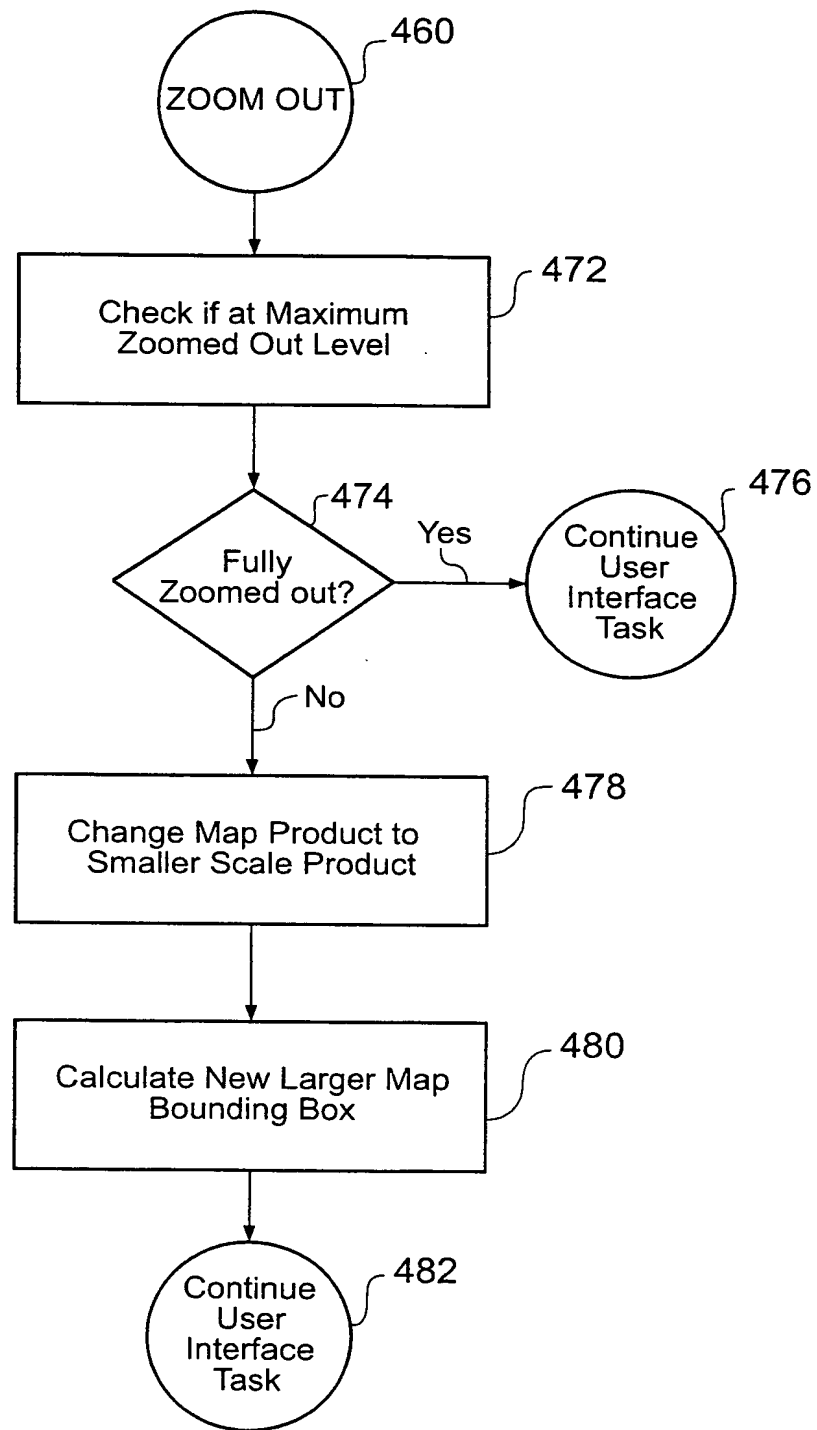 460
ZOOM OUT
472
Check if at Maximum
Zoomed Out Level
474
476
Fully
Zoomed out?
Yes
Continue
User
Interface
Task
No
478
Change Map Product to
Smaller Scale Product
480
Calculate New Larger Map
Bounding Box
482
Continue
User
Interface
Task